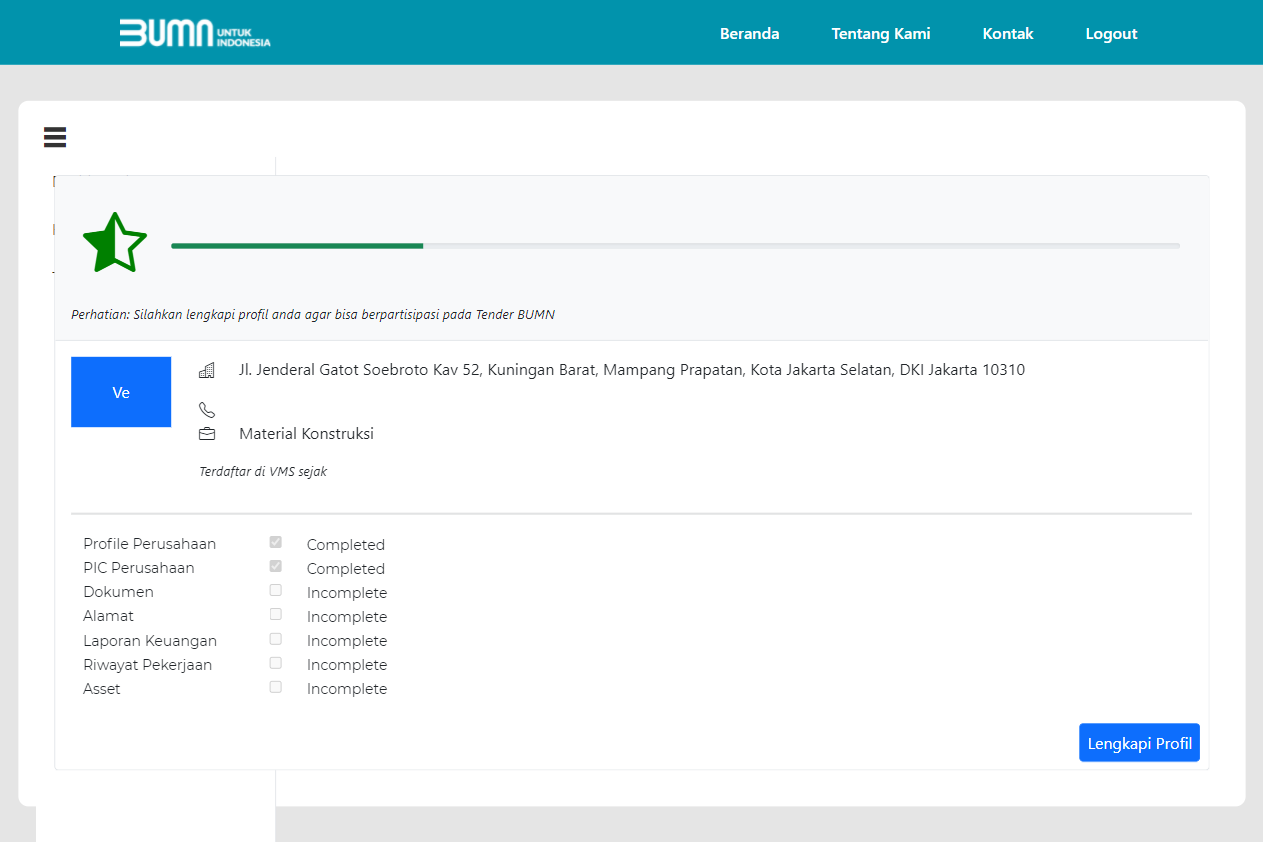 BUMN UNTUK INDONESIA
Beranda Tentang Kami Kontak Logout
Perhatian: Silahkan lengkapi profil anda agar bisa berpartisipasi pada Tender BUMN
Ve
Jl. Jenderal Gatot Soebroto Kav 52, Kuningan Barat, Mampang Prapatan, Kota Jakarta Selatan, DKI Jakarta 10310
Material Konstruksi
Terdaftar di VMS sejak
Profile Perusahaan Completed
PIC Perusahaan Completed
Dokumen Incomplete
Alamat Incomplete
Laporan Keuangan Incomplete
Riwayat Pekerjaan Incomplete
Asset Incomplete
Lengkapi Profil